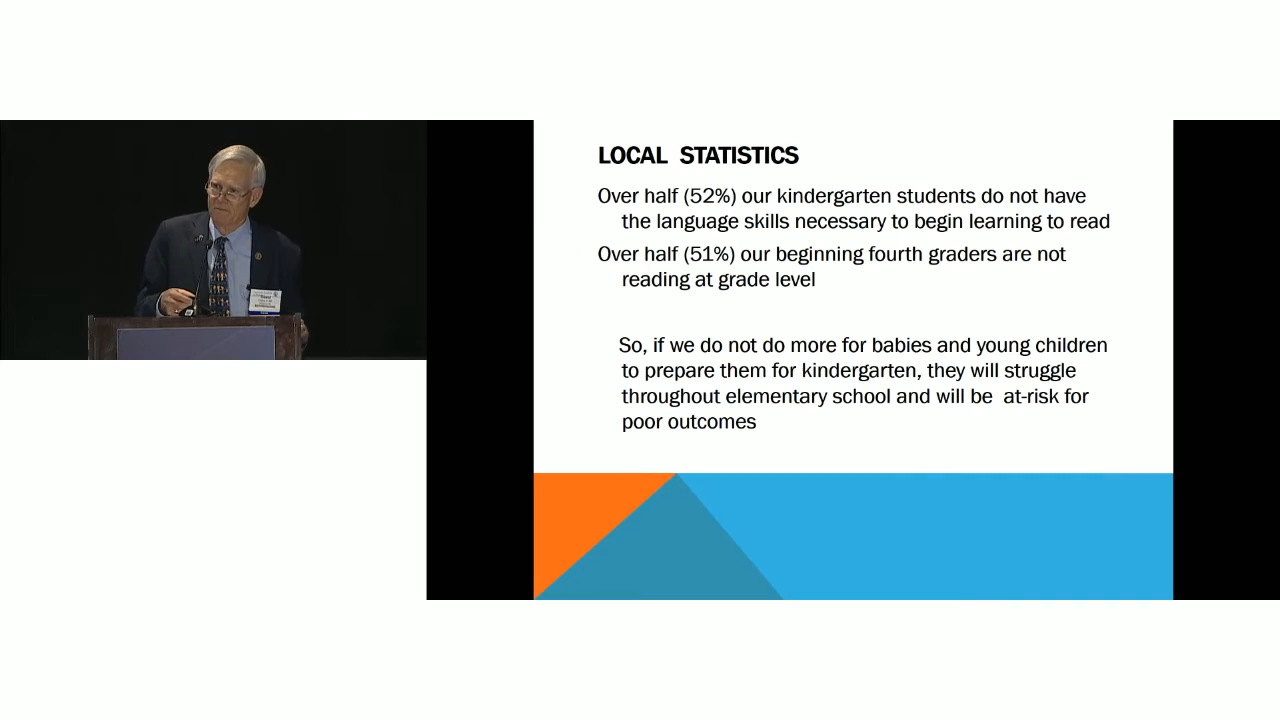 LOCAL STATISTICS
Over half (52%) our kindergarten students do not have
the language skills necessary to begin learning to read
Over half (51%) our beginning fourth graders are not
reading at grade level
So, if we do not do more for babies and young children
to prepare them for kindergarten, they will struggle
throughout elementary school and will be at-risk for
poor outcomes